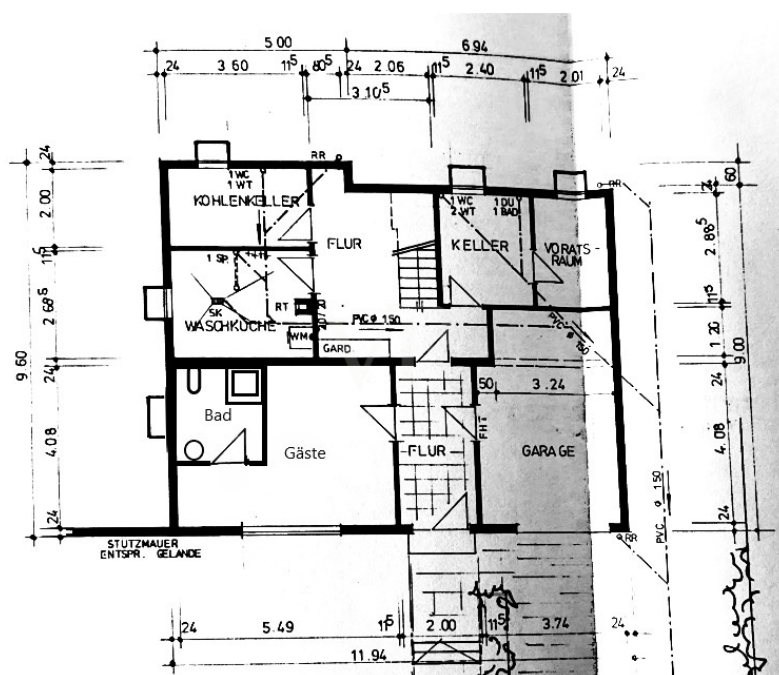 5.00 6.94
24 3.60 11⁵ 80⁵ 24 2.06 11⁵ 2.40 11⁵ 2.01 24
3.10⁵
RR
24
2.00
11⁵
2.68⁵
24
4.08
24
9.60
1 WC
1 WT
KOHLENKELLER
FLUR
1 WC
2 WT
1 DU
1 BAD
KELLER
VORATS-
RAUM
RR
1 SP.
SK
RT
WASCHKÜCHE
WM
GARD.
PVC ⌀ 150
PVC ⌀ 150
50
3.24
Bad
Gäste
FLUR
FHT
GARAGE
PVC ⌀ 150
RR
60
24
2.88⁵
11⁵
1.20
24
4.08
24
9.00
STÜTZMAUER
ENTSPR. GELÄNDE
24 5.49 11⁵ 2.00 11⁵ 3.74 24
11.94